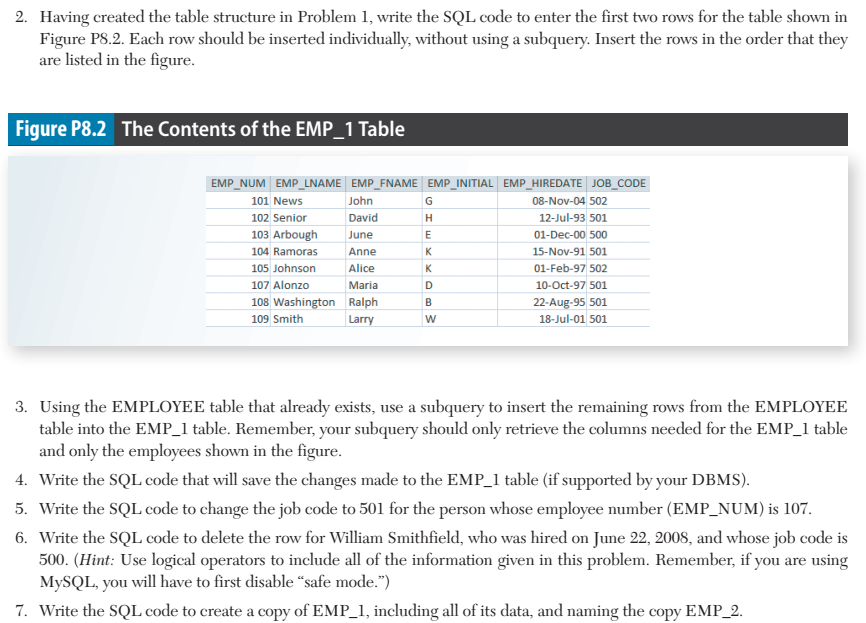 2. Having created the table structure in Problem 1, write the SQL code to enter the first two rows for the table shown in
Figure P8.2. Each row should be inserted individually, without using a subquery. Insert the rows in the order that they
are listed in the figure.
Figure P8.2 The Contents of the EMP_1 Table
EMP_NUM EMP_LNAME EMP_FNAME EMP_INITIAL EMP_HIREDATE JOB_CODE
101 News John G 08-Nov-04 502
102 Senior David H 12-Jul-93 501
103 Arbough June E 01-Dec-00 500
104 Ramoras Anne K 15-Nov-91 501
105 Johnson Alice K 01-Feb-97 502
107 Alonzo Maria D 10-Oct-97 501
108 Washington Ralph B 22-Aug-95 501
109 Smith Larry W 18-Jul-01 501
3. Using the EMPLOYEE table that already exists, use a subquery to insert the remaining rows from the EMPLOYEE
table into the EMP_1 table. Remember, your subquery should only retrieve the columns needed for the EMP_1 table
and only the employees shown in the figure.
4. Write the SQL code that will save the changes made to the EMP_1 table (if supported by your DBMS).
5. Write the SQL code to change the job code to 501 for the person whose employee number (EMP_NUM) is 107.
6. Write the SQL code to delete the row for William Smithfield, who was hired on June 22, 2008, and whose job code is
500. (Hint: Use logical operators to include all of the information given in this problem. Remember, if you are using
MySQL, you will have to first disable “safe mode.”)
7. Write the SQL code to create a copy of EMP_1, including all of its data, and naming the copy EMP_2.